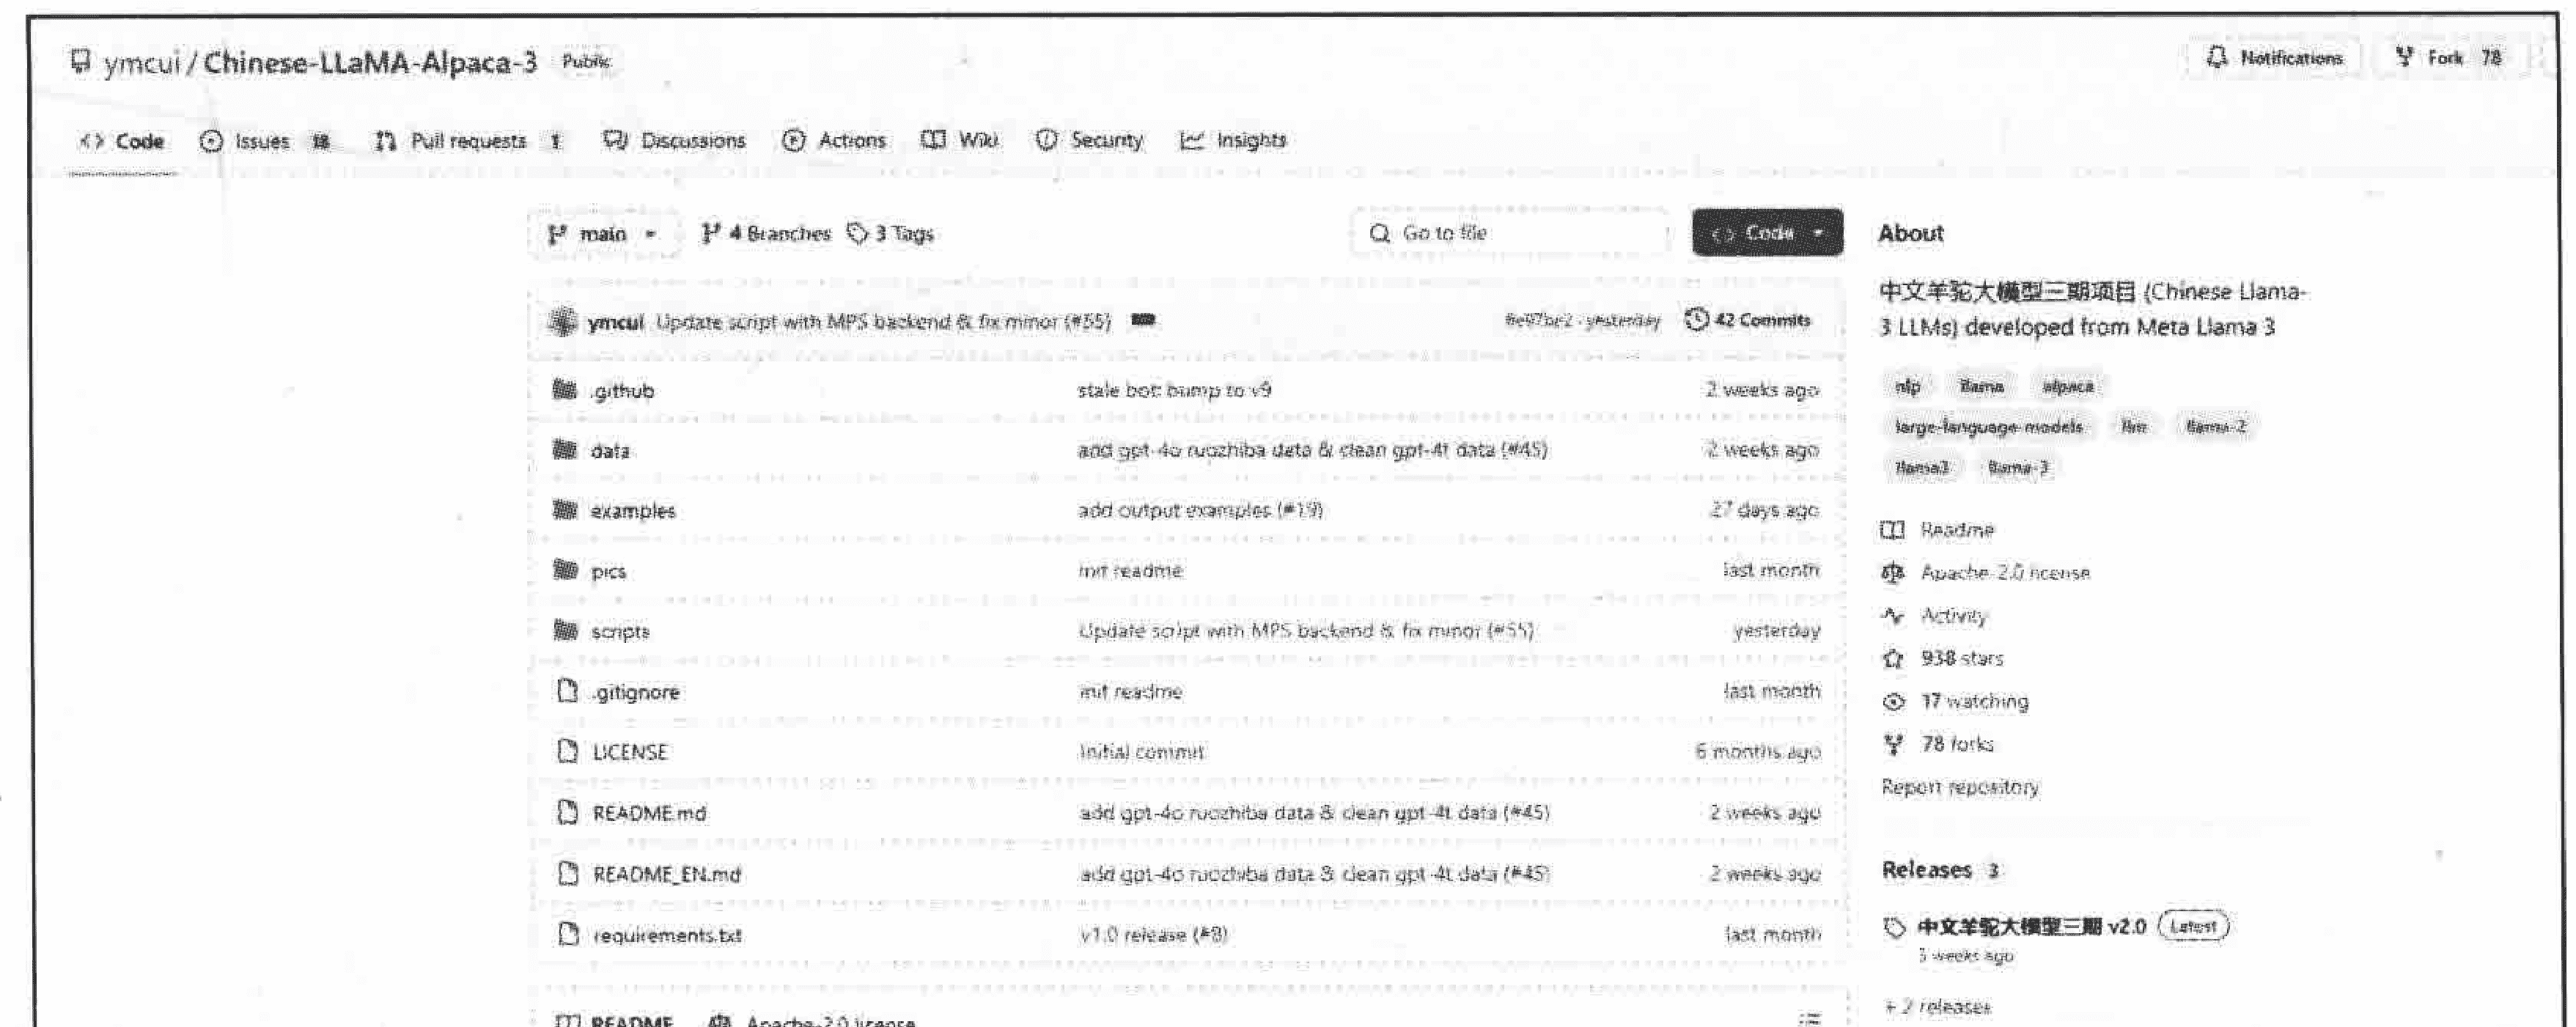 ymcui / Chinese-LLaMA-Alpaca-3 Public
Notifications Fork 78
Code Issues 18 Pull requests 1 Discussions Actions Wiki Security Insights
main 4 Branches 3 Tags Go to file Code
ymcui Update script with MPS backend & fix minor (#55) yesterday 42 Commits
.github stale bot: bump to v9 2 weeks ago
data add gpt-4o ruozhiba data & clean gpt-4t data (#45) 2 weeks ago
examples add output examples (#19) 27 days ago
pics init readme last month
scripts Update script with MPS backend & fix minor (#55) yesterday
.gitignore init readme last month
LICENSE Initial commit 6 months ago
README.md add gpt-4o ruozhiba data & clean gpt-4t data (#45) 2 weeks ago
README_EN.md add gpt-4o ruozhiba data & clean gpt-4t data (#45) 2 weeks ago
requirements.txt v1.0 release (#8) last month
README Apache-2.0 license
About
中文羊驼大模型三期项目 (Chinese Llama-
3 LLMs) developed from Meta Llama 3
nlp llama alpaca
large-language-models llm llama-2
llama3 llama-3
Readme
Apache-2.0 license
Activity
938 stars
17 watching
78 forks
Report repository
Releases 3
中文羊驼大模型三期 v2.0 Latest
weeks ago
+ 2 releases